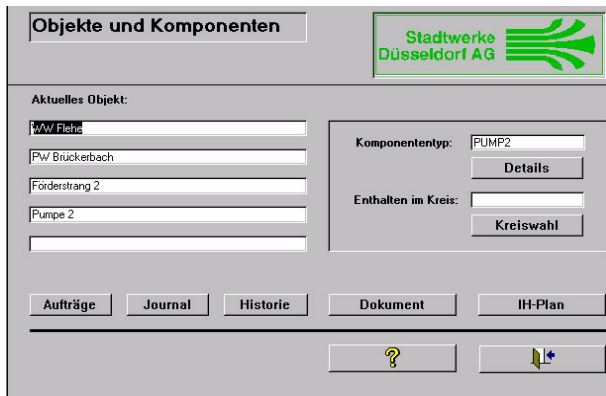 Objekte und Komponenten
Stadtwerke
Düsseldorf AG
Aktuelles Objekt:
WW Flehe
PW Brückerbach
Förderstrang 2
Pumpe 2
Komponententyp:
PUMP2
Details
Enthalten im Kreis:
Kreiswahl
Aufträge
Journal
Historie
Dokument
IH-Plan
?